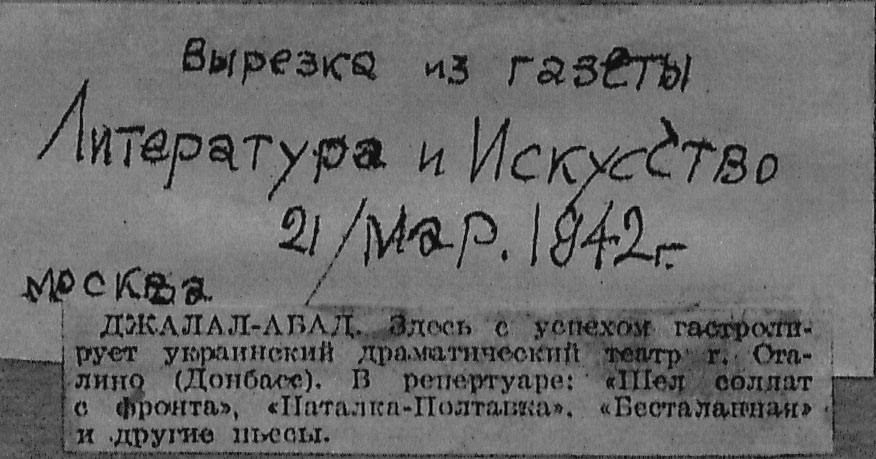 Вырезка из газеты
Литература и Искусство
21/мар. 1942 г.
Москва
ДЖАЛАЛ-АБАД. Здесь с успехом гастроли-
рует украинский драматический театр г. Ста-
лино (Донбасс). В репертуаре: «Шел солдат
с фронта», «Наталка-Полтавка», «Бесталанная»
и другие пьесы.